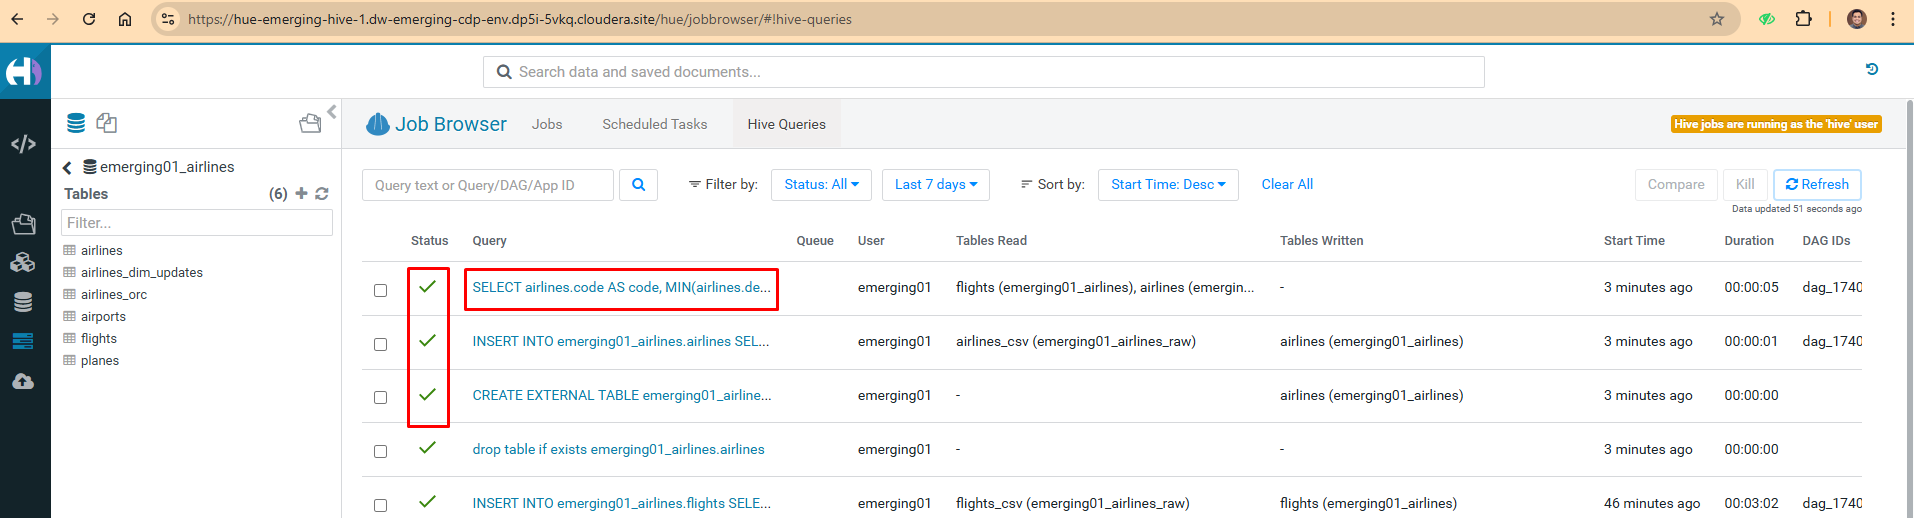 https://hue-emerging-hive-1.dw-emerging-cdp-env.dp5i-5vkq.cloudera.site/hue/jobbrowser/#!hive-queries
Search data and saved documents...
Job Browser Jobs Scheduled Tasks Hive Queries Hive jobs are running as the 'hive' user
emerging01_airlines
Tables (6)
Filter...
airlines
airlines_dim_updates
airlines_orc
airports
flights
planes
Query text or Query/DAG/App ID Filter by: Status: All Last 7 days Sort by: Start Time: Desc Clear All Compare Kill Refresh
Data updated 51 seconds ago
Status Query Queue User Tables Read Tables Written Start Time Duration DAG IDs
SELECT airlines.code AS code, MIN(airlines.de... emerging01 flights (emerging01_airlines), airlines (emergin... - 3 minutes ago 00:00:05 dag_1740
INSERT INTO emerging01_airlines.airlines SEL... emerging01 airlines_csv (emerging01_airlines_raw) airlines (emerging01_airlines) 3 minutes ago 00:00:01 dag_1740
CREATE EXTERNAL TABLE emerging01_airline... emerging01 - airlines (emerging01_airlines) 3 minutes ago 00:00:00
drop table if exists emerging01_airlines.airlines emerging01 - - 3 minutes ago 00:00:00
INSERT INTO emerging01_airlines.flights SELE... emerging01 flights_csv (emerging01_airlines_raw) flights (emerging01_airlines) 46 minutes ago 00:03:02 dag_1740